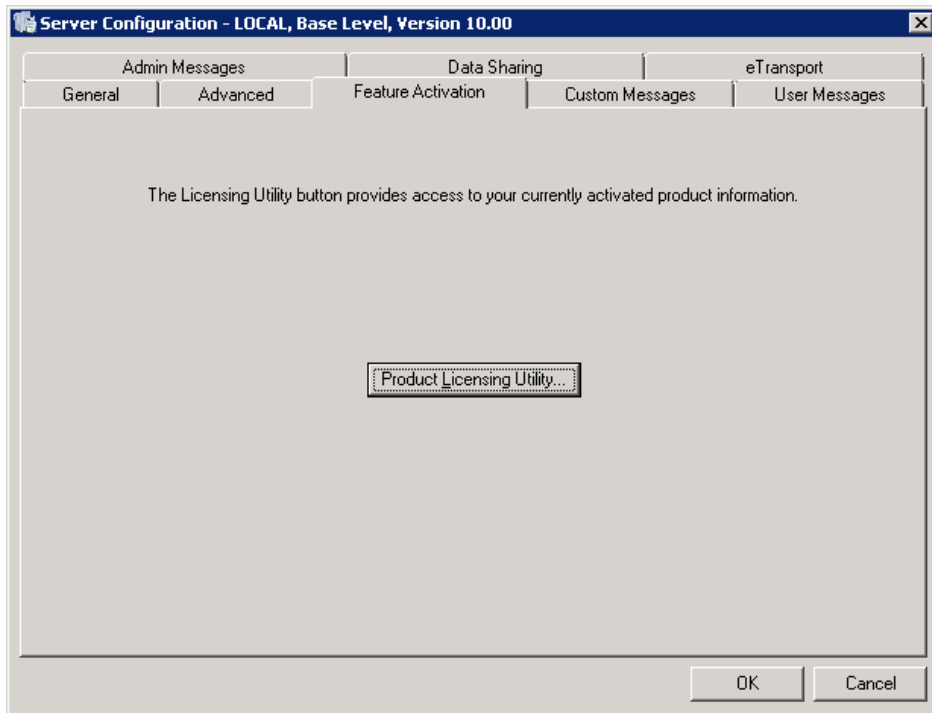 Server Configuration - LOCAL, Base Level, Version 10.00
Admin Messages
Data Sharing
eTransport
General
Advanced
Feature Activation
Custom Messages
User Messages
The Licensing Utility button provides access to your currently activated product information.
Product Licensing Utility...
OK
Cancel